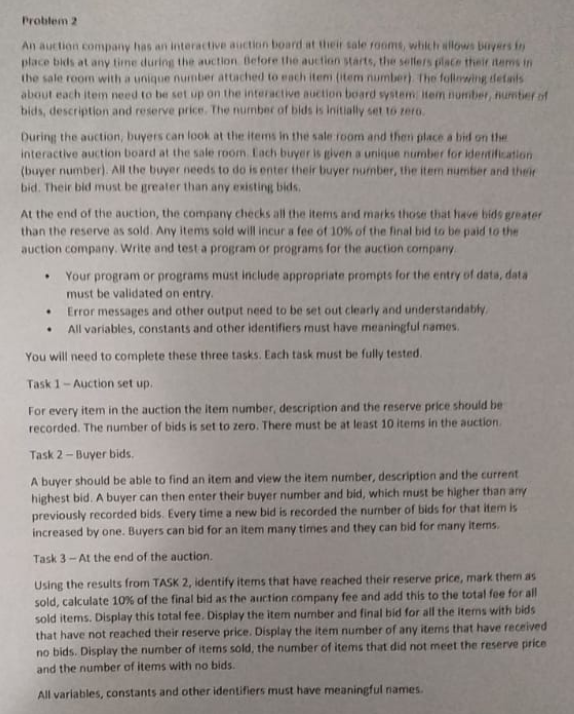 Problem 2
An auction company has an interactive auction board at their sale rooms, which allows buyers to
place bids at any time during the auction. Before the auction starts, the sellers place their items in
the sale room with a unique number attached to each item (item number). The following details
about each item need to be set up on the interactive auction board system: item number, number of
bids, description and reserve price. The number of bids is initially set to zero.
During the auction, buyers can look at the items in the sale room and then place a bid on the
interactive auction board at the sale room. Each buyer is given a unique number for identification
(buyer number). All the buyer needs to do is enter their buyer number, the item number and their
bid. Their bid must be greater than any existing bids.
At the end of the auction, the company checks all the items and marks those that have bids greater
than the reserve as sold. Any items sold will incur a fee of 10% of the final bid to be paid to the
auction company. Write and test a program or programs for the auction company.
• Your program or programs must include appropriate prompts for the entry of data, data
must be validated on entry.
• Error messages and other output need to be set out clearly and understandably.
• All variables, constants and other identifiers must have meaningful names.
You will need to complete these three tasks. Each task must be fully tested.
Task 1 – Auction set up.
For every item in the auction the item number, description and the reserve price should be
recorded. The number of bids is set to zero. There must be at least 10 items in the auction.
Task 2 – Buyer bids.
A buyer should be able to find an item and view the item number, description and the current
highest bid. A buyer can then enter their buyer number and bid, which must be higher than any
previously recorded bids. Every time a new bid is recorded the number of bids for that item is
increased by one. Buyers can bid for an item many times and they can bid for many items.
Task 3 – At the end of the auction.
Using the results from TASK 2, identify items that have reached their reserve price, mark them as
sold, calculate 10% of the final bid as the auction company fee and add this to the total fee for all
sold items. Display this total fee. Display the item number and final bid for all the items with bids
that have not reached their reserve price. Display the item number of any items that have received
no bids. Display the number of items sold, the number of items that did not meet the reserve price
and the number of items with no bids.
All variables, constants and other identifiers must have meaningful names.